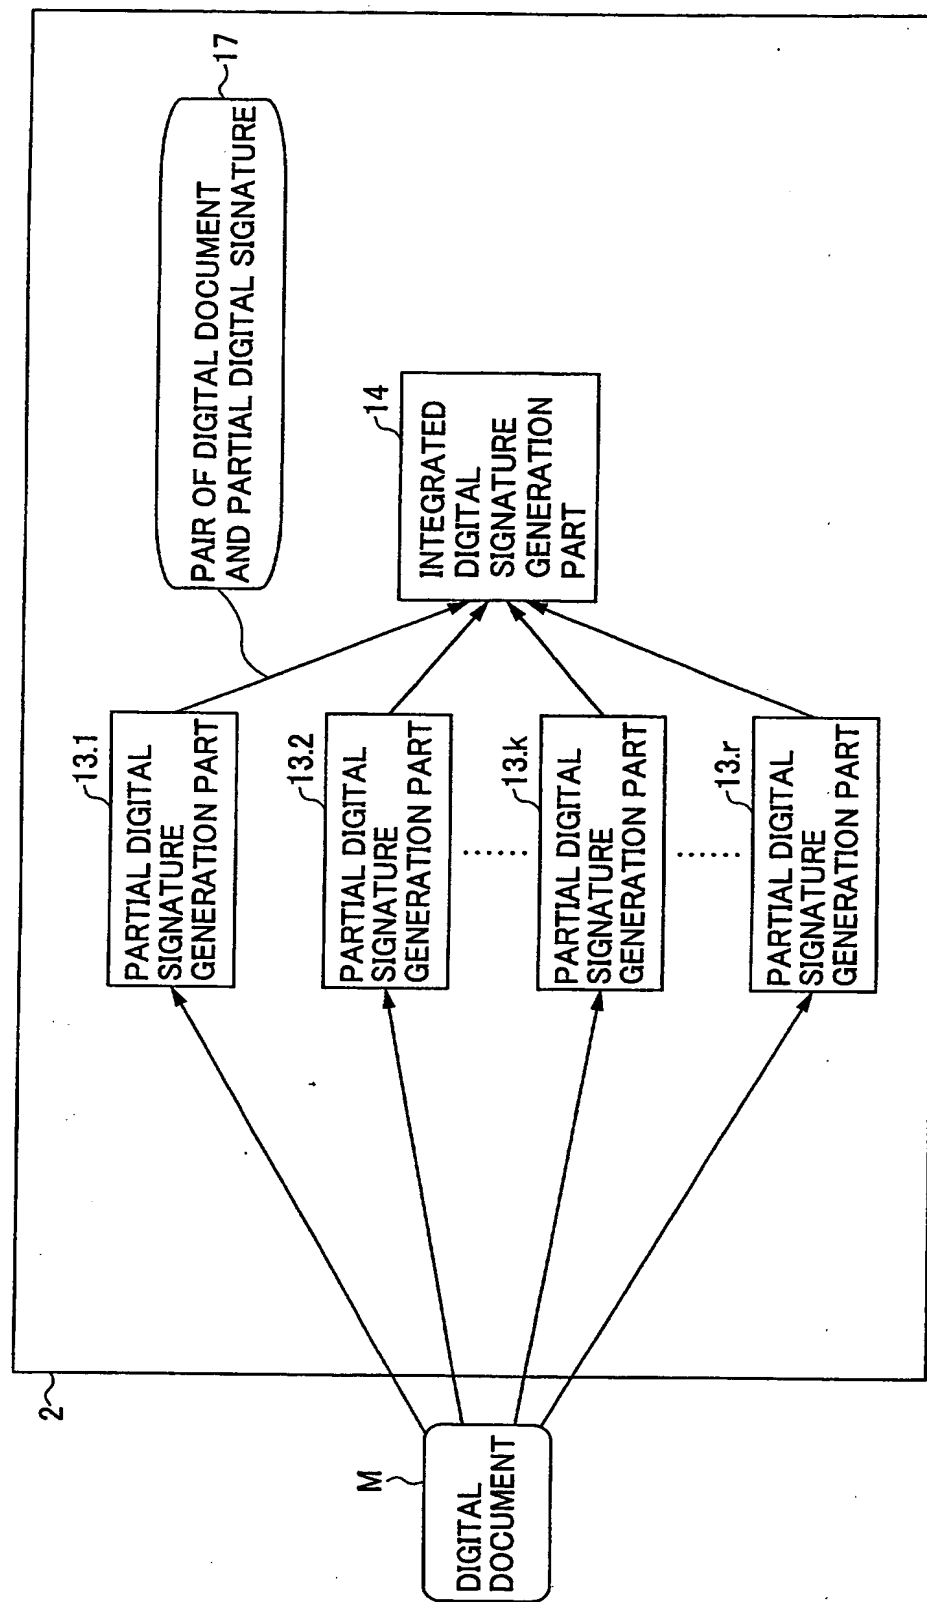 2
M
DIGITAL
DOCUMENT
13.1
PARTIAL DIGITAL
SIGNATURE
GENERATION PART
13.2
PARTIAL DIGITAL
SIGNATURE
GENERATION PART
13.k
PARTIAL DIGITAL
SIGNATURE
GENERATION PART
13.r
PARTIAL DIGITAL
SIGNATURE
GENERATION PART
17
PAIR OF DIGITAL DOCUMENT
AND PARTIAL DIGITAL SIGNATURE
14
INTEGRATED
DIGITAL
SIGNATURE
GENERATION
PART